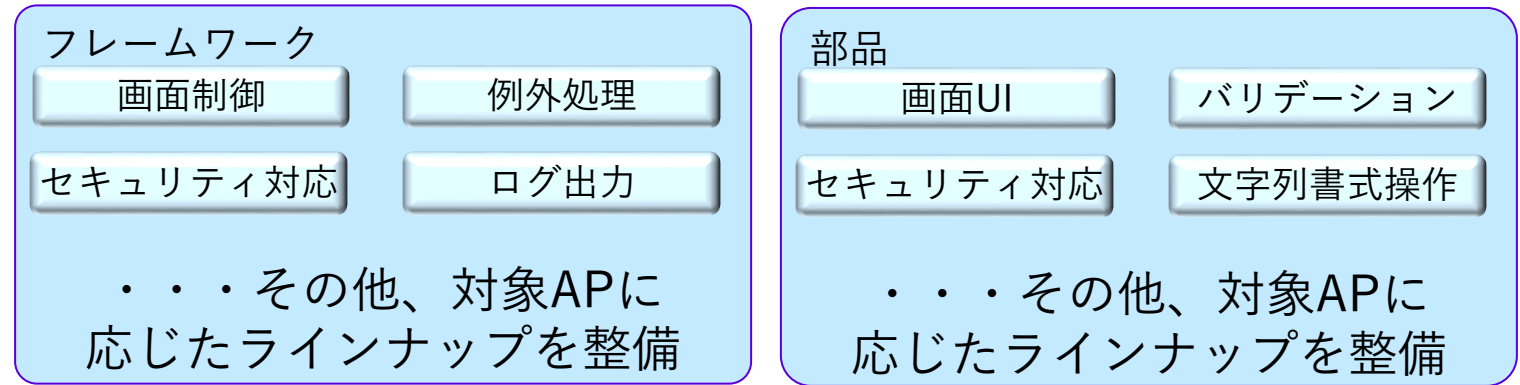 フレームワーク
画面制御
例外処理
セキュリティ対応
ログ出力
・・・その他、対象APに
応じたラインナップを整備
部品
画面UI
バリデーション
セキュリティ対応
文字列書式操作
・・・その他、対象APに
応じたラインナップを整備